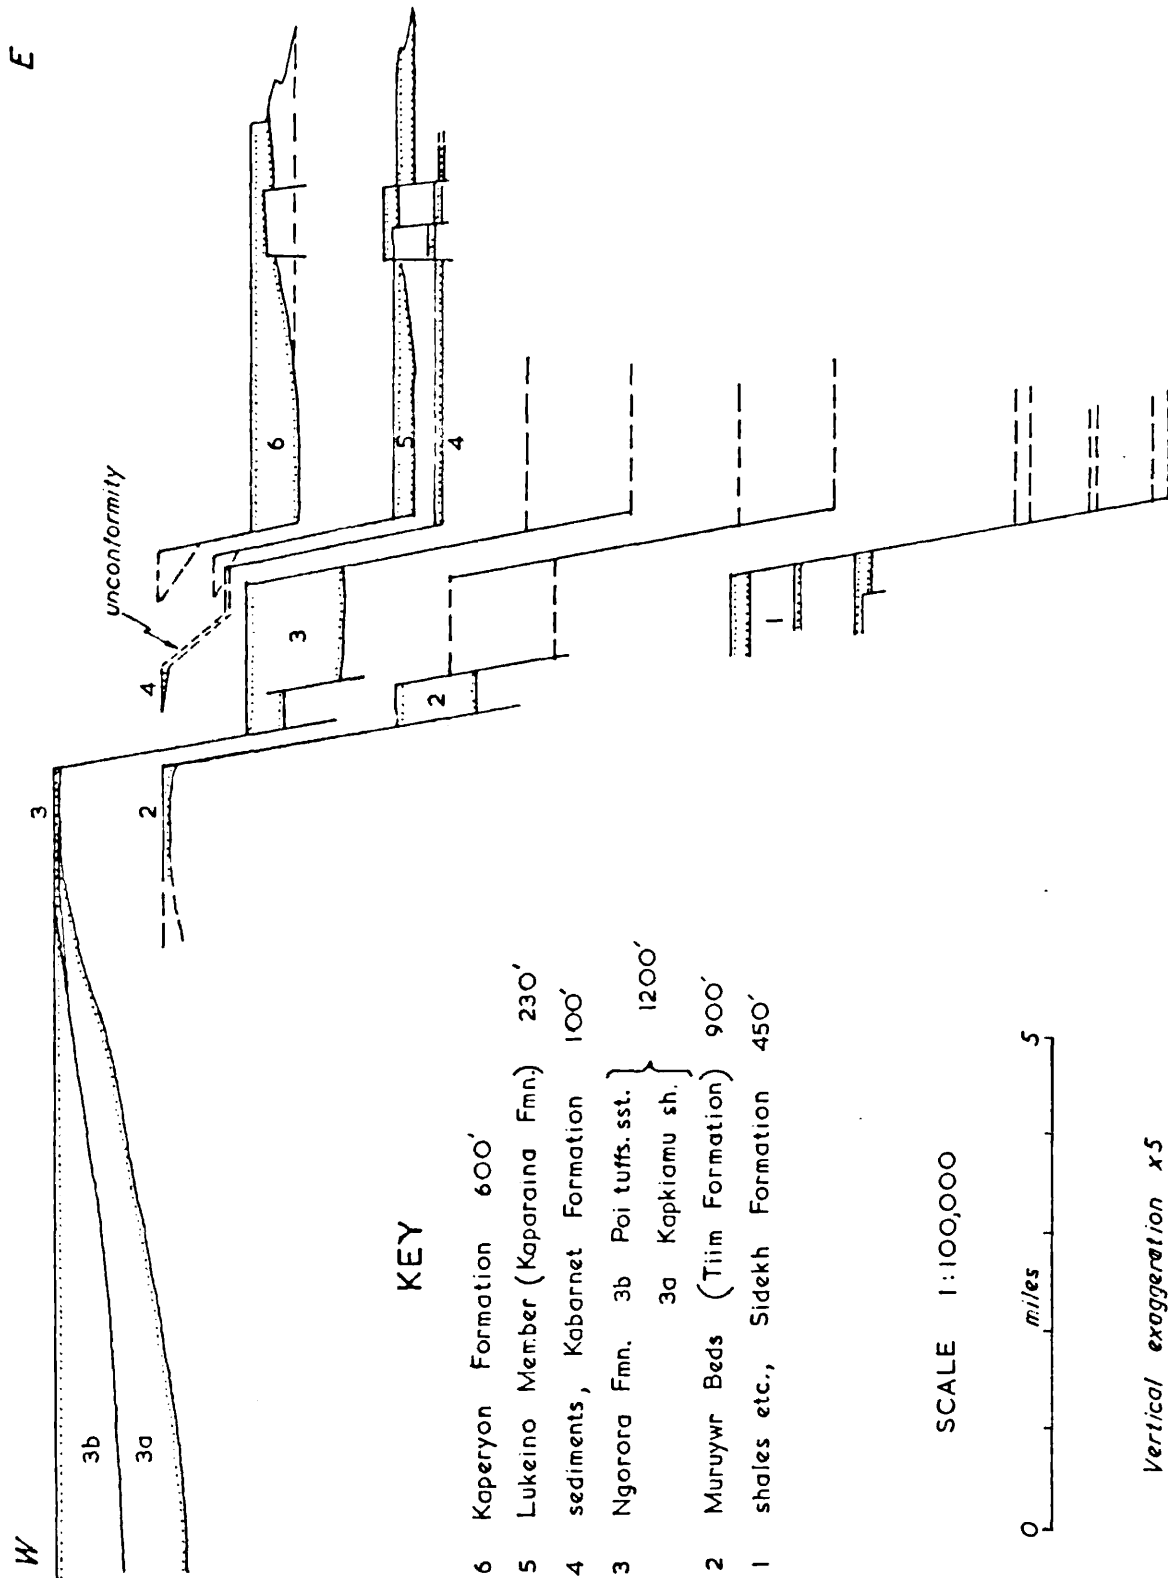 W
E
unconformity
3
2
4
3
2
1
6
5
4
3b
3a
KEY
6 Kaperyon Formation 600'
5 Lukeino Member (Kaparaina Fmn.) 230'
4 sediments, Kabarnet Formation 100'
3 Ngorora Fmn. 3b Poi tuffs. sst.
3a Kapkiamu sh.
1200'
2 Muruywr Beds (Tiim Formation) 900'
1 shales etc., Sidekh Formation 450'
SCALE 1:100,000
0 miles 5
Vertical exaggeration x5